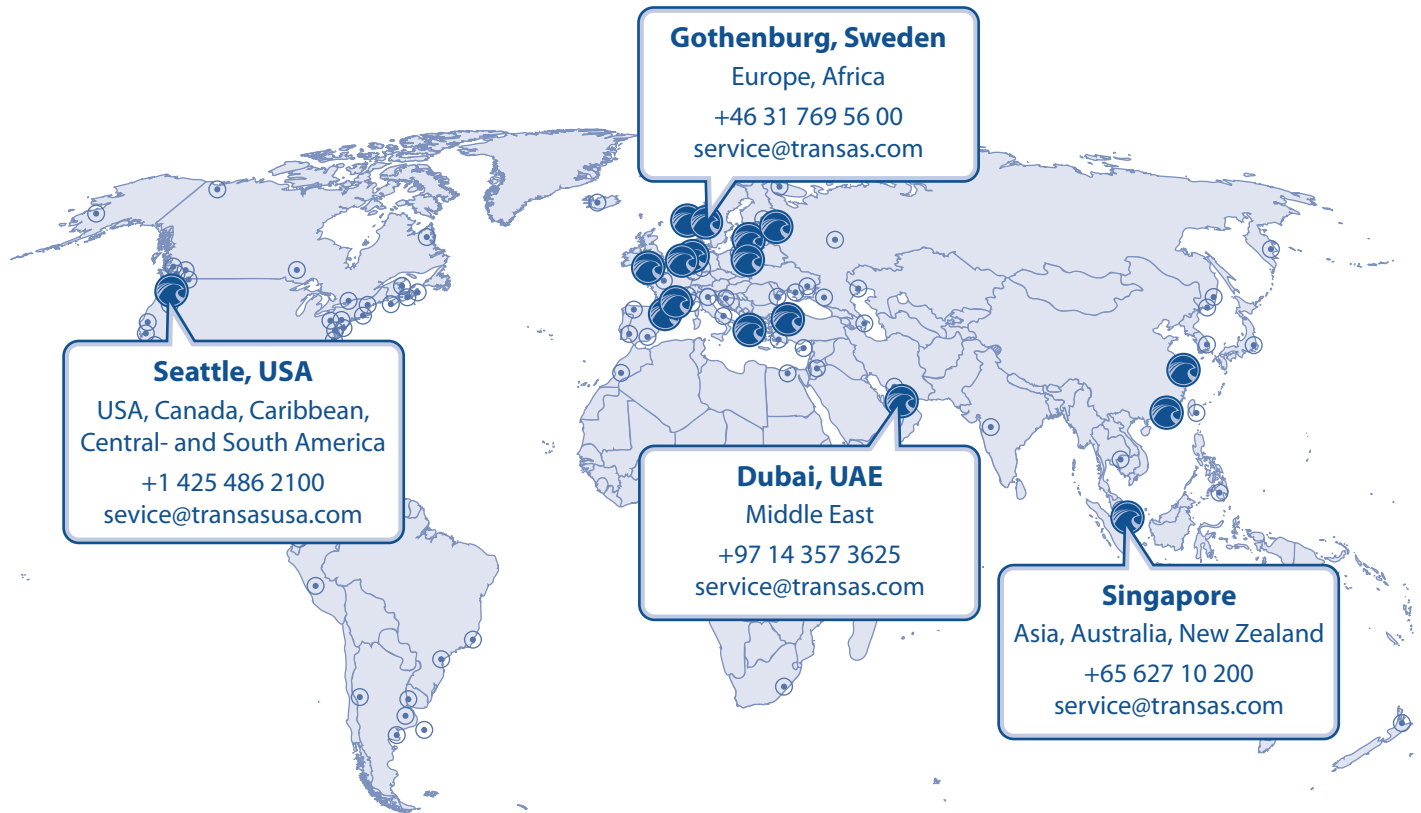 Gothenburg, Sweden
Europe, Africa
+46 31 769 56 00
service@transas.com
Seattle, USA
USA, Canada, Caribbean,
Central- and South America
+1 425 486 2100
sevice@transasusa.com
Dubai, UAE
Middle East
+97 14 357 3625
service@transas.com
Singapore
Asia, Australia, New Zealand
+65 627 10 200
service@transas.com